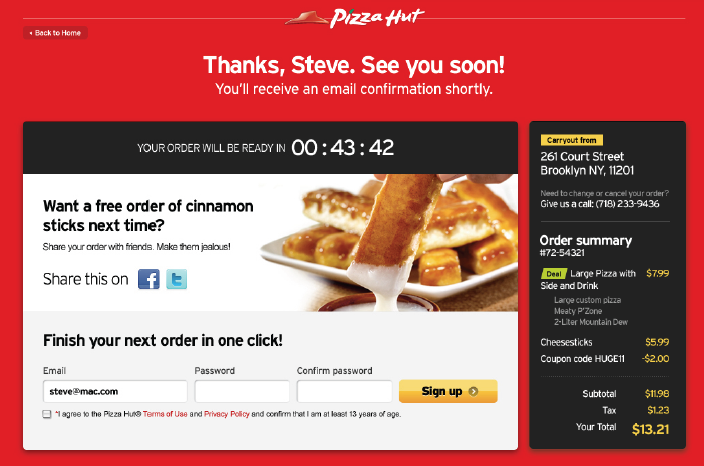 Pizza Hut
Back to Home
Thanks, Steve. See you soon!
You'll receive an email confirmation shortly.
YOUR ORDER WILL BE READY IN 00:43:42
Want a free order of cinnamon
sticks next time?
Share your order with friends. Make them jealous!
Share this on f t
Finish your next order in one click!
Email Password Confirm password
steve@mac.com Sign up
*I agree to the Pizza Hut® Terms of Use and Privacy Policy and confirm that I am at least 13 years of age.
Carryout from
261 Court Street
Brooklyn NY, 11201
Need to change or cancel your order?
Give us a call: (718) 233-9436
Order summary
#72-54321
Deal Large Pizza with $7.99
Side and Drink
Large custom pizza
Meaty P'Zone
2-Liter Mountain Dew
Cheesesticks $5.99
Coupon code HUGE11 -$2.00
Subtotal $11.98
Tax $1.23
Your Total $13.21